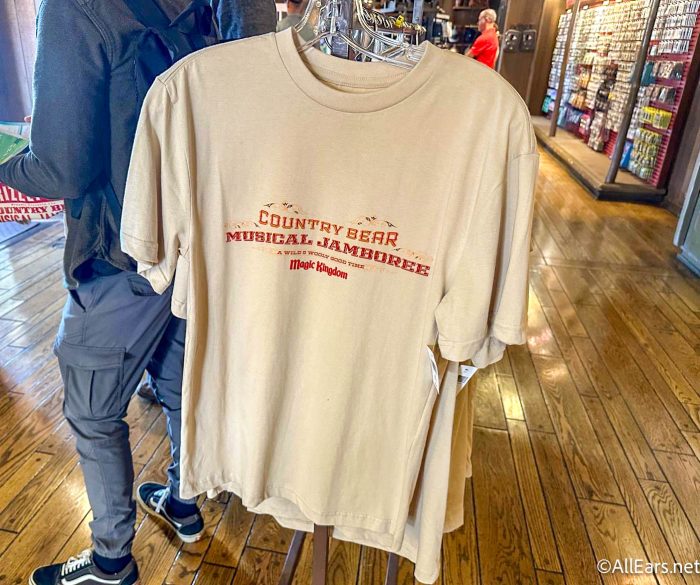 COUNTRY BEAR
MUSICAL JAMBOREE
A WILD & WOOLY GOOD TIME
Magic Kingdom
©AllEars.net